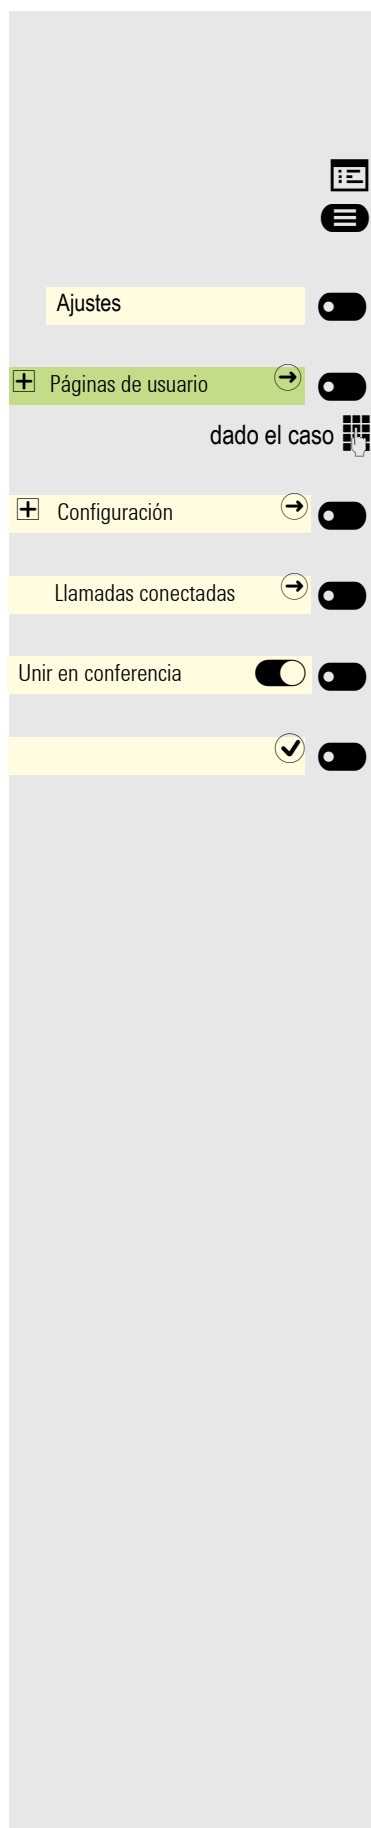 Ajustes
Páginas de usuario
dado el caso
Configuración
Llamadas conectadas
Unir en conferencia